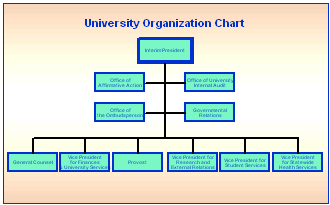 University Organization Chart
Interim President
Office of
Affirmative Action
Office of University
Internal Audit
Office of
the Ombudsperson
Governmental
Relations
General Counsel
Vice President
for Finances
& University Services
Provost
Vice President for
Research and
External Relations
Vice President for
Student Services
Vice President
for Statewide
Health Services